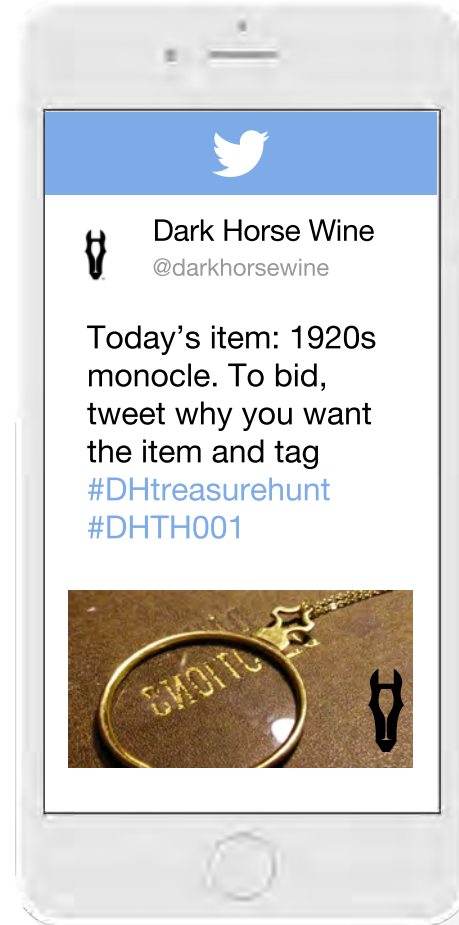 Dark Horse Wine
@darkhorsewine
Today's item: 1920s
monocle. To bid,
tweet why you want
the item and tag
#DHtreasurehunt
#DHTH001